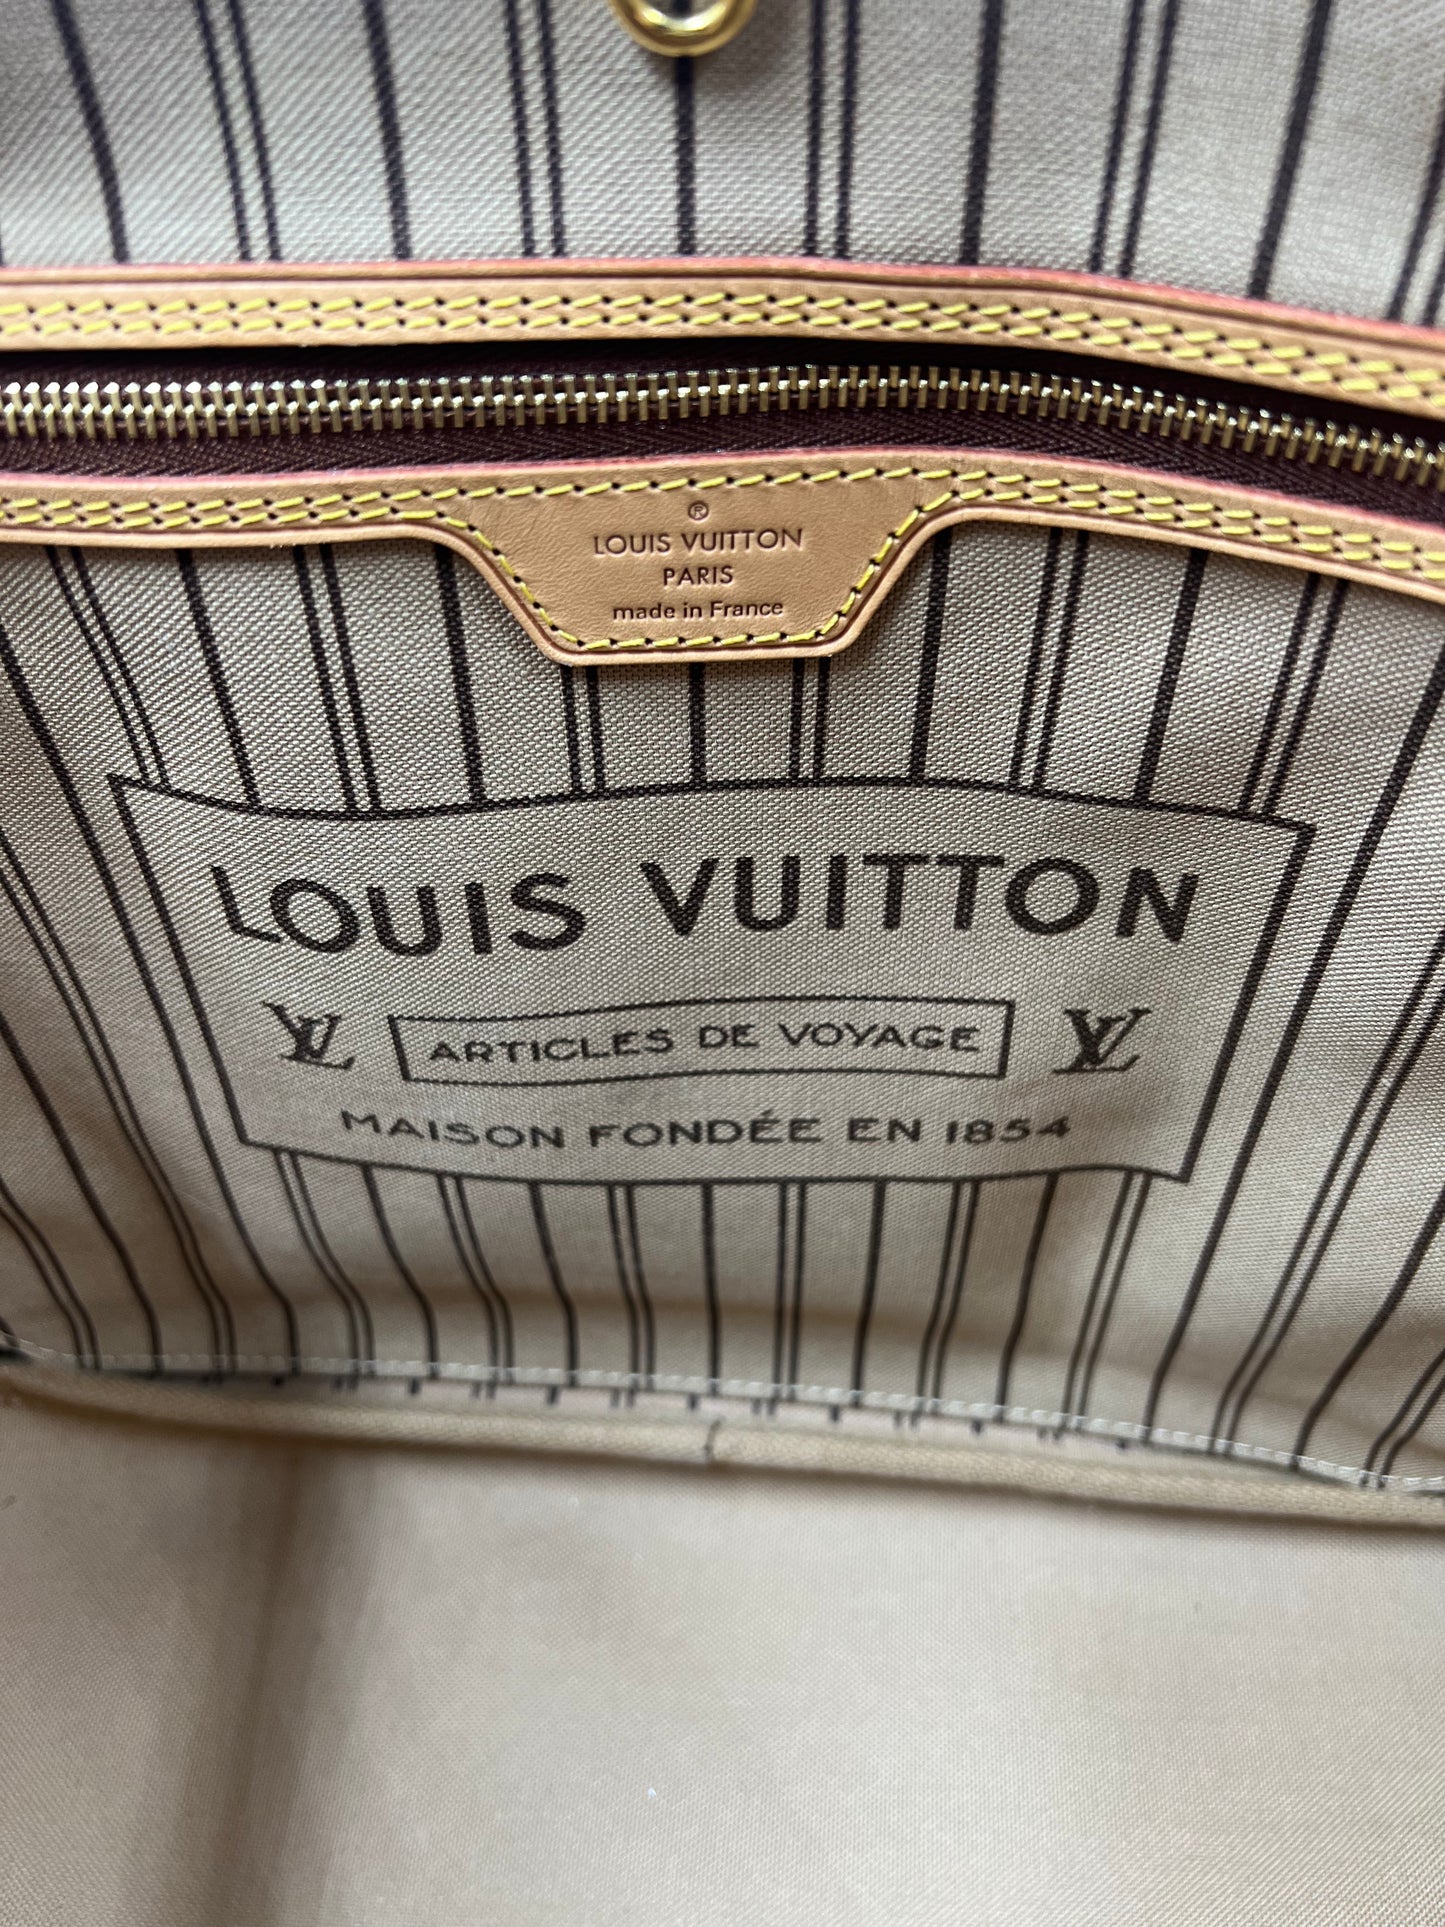 ®
LOUIS VUITTON
PARIS
made in France
LOUIS VUITTON
LV ARTICLES DE VOYAGE LV
MAISON FONDÉE EN 1854